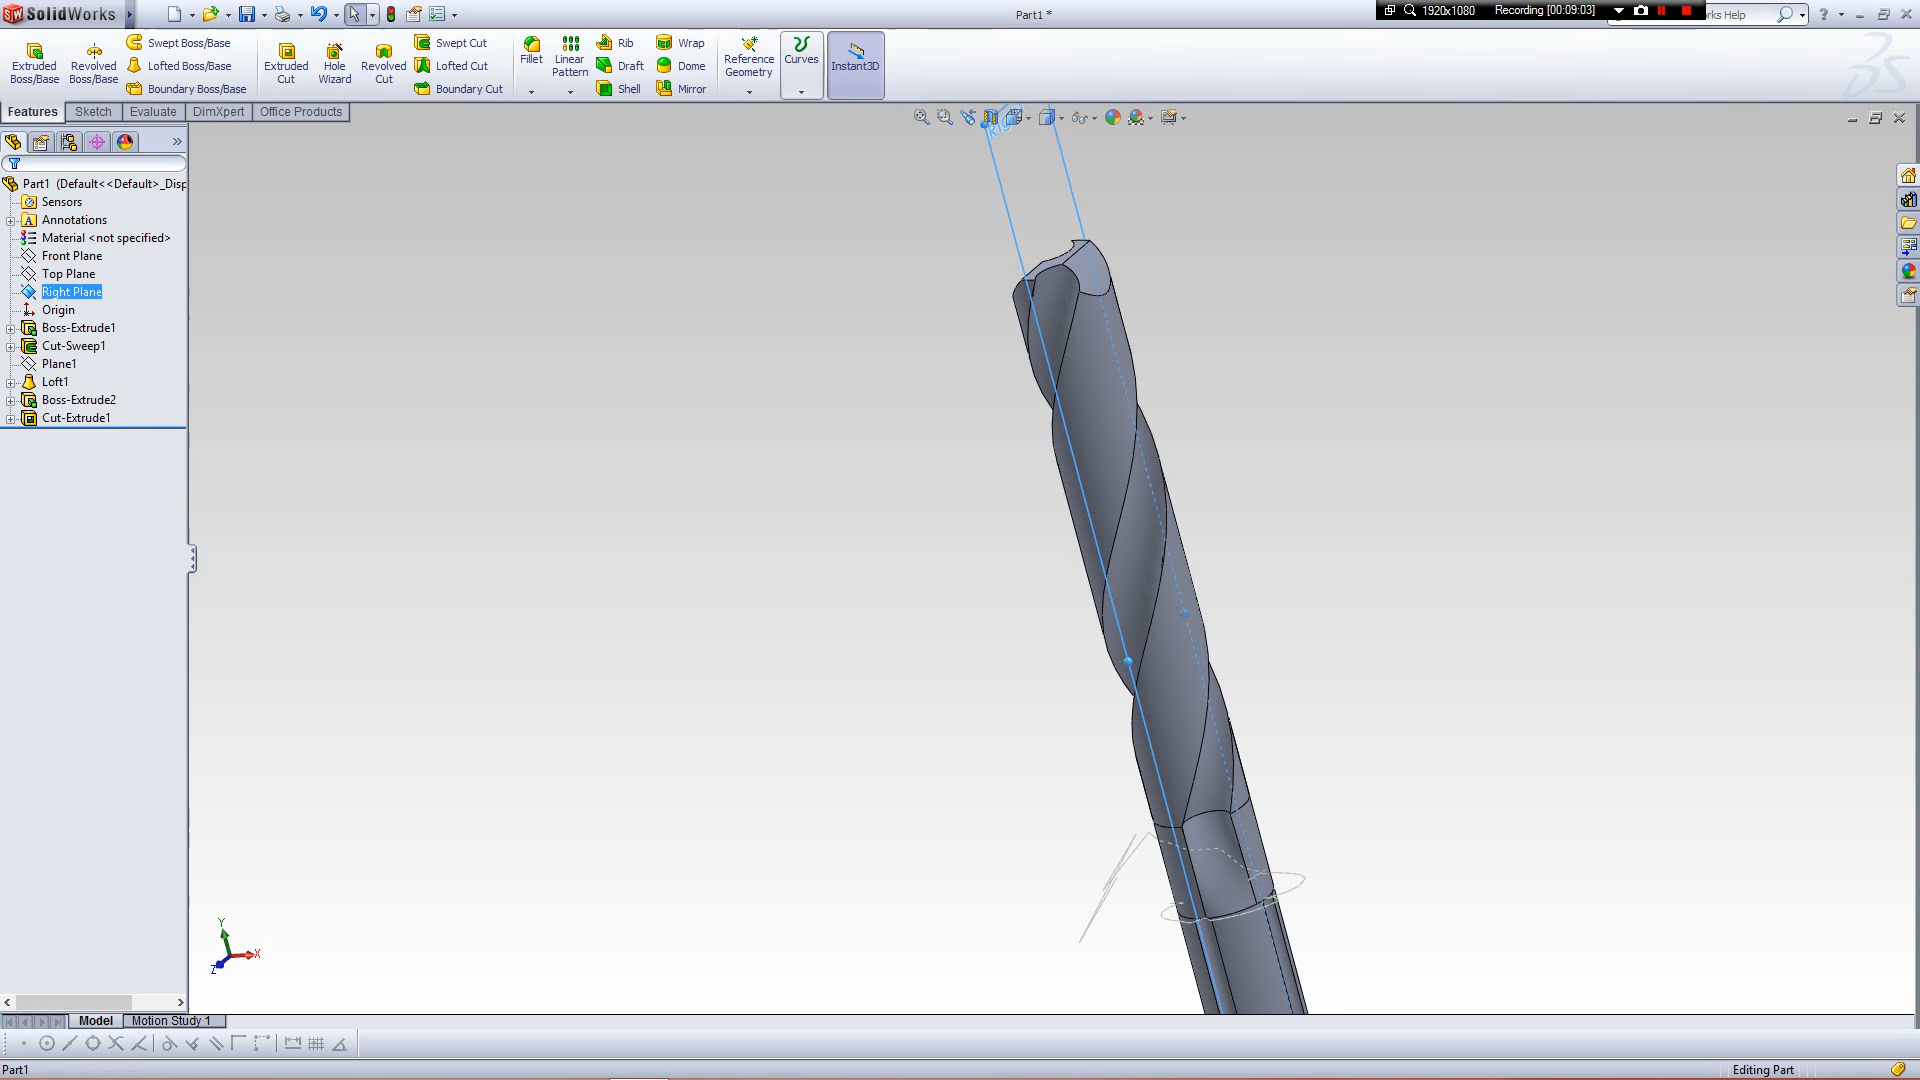 SolidWorks
Part1 *
1920x1080
Recording [00:09:03]
rks Help
Extruded Boss/Base
Revolved Boss/Base
Swept Boss/Base
Lofted Boss/Base
Boundary Boss/Base
Extruded Cut
Hole Wizard
Revolved Cut
Swept Cut
Lofted Cut
Boundary Cut
Fillet
Linear Pattern
Rib
Draft
Shell
Wrap
Dome
Mirror
Reference Geometry
Curves
Instant3D
Features
Sketch
Evaluate
DimXpert
Office Products
Part1 (Default<<Default>_Disp
Sensors
Annotations
Material <not specified>
Front Plane
Top Plane
Right Plane
Origin
Boss-Extrude1
Cut-Sweep1
Plane1
Loft1
Boss-Extrude2
Cut-Extrude1
Y
X
Z
Model
Motion Study 1
Part1
Editing Part